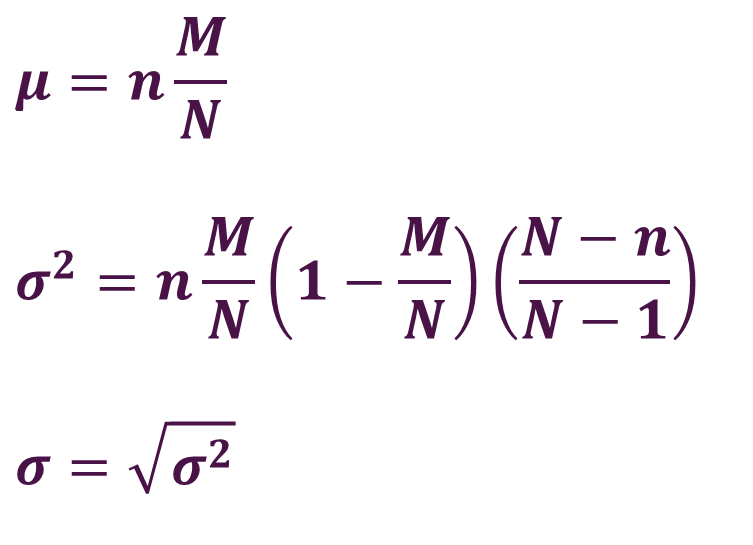 μ = n M/N
σ² = n M/N (1 − M/N) ((N − n)/(N − 1))
σ = √σ²